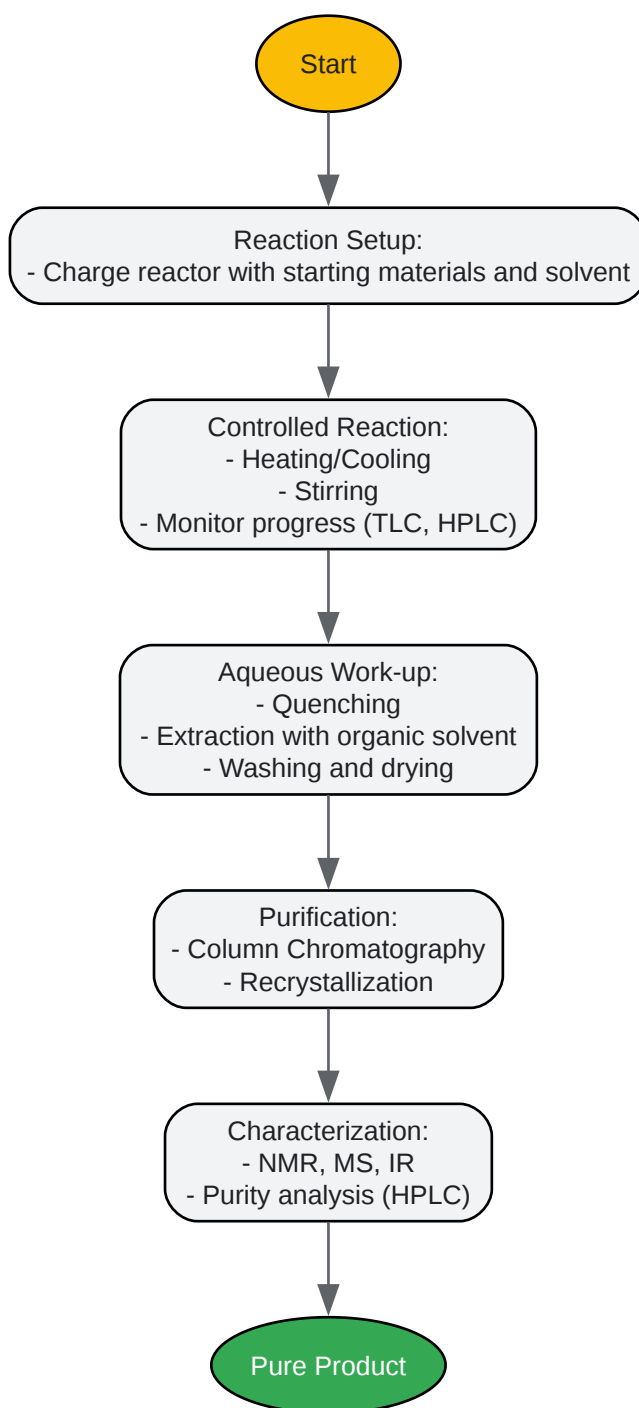 Start
Reaction Setup:
- Charge reactor with starting materials and solvent
Controlled Reaction:
- Heating/Cooling
- Stirring
- Monitor progress (TLC, HPLC)
Aqueous Work-up:
- Quenching
- Extraction with organic solvent
- Washing and drying
Purification:
- Column Chromatography
- Recrystallization
Characterization:
- NMR, MS, IR
- Purity analysis (HPLC)
Pure Product